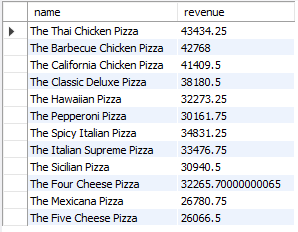 name revenue
The Thai Chicken Pizza 43434.25
The Barbecue Chicken Pizza 42768
The California Chicken Pizza 41409.5
The Classic Deluxe Pizza 38180.5
The Hawaiian Pizza 32273.25
The Pepperoni Pizza 30161.75
The Spicy Italian Pizza 34831.25
The Italian Supreme Pizza 33476.75
The Sicilian Pizza 30940.5
The Four Cheese Pizza 32265.70000000065
The Mexicana Pizza 26780.75
The Five Cheese Pizza 26066.5